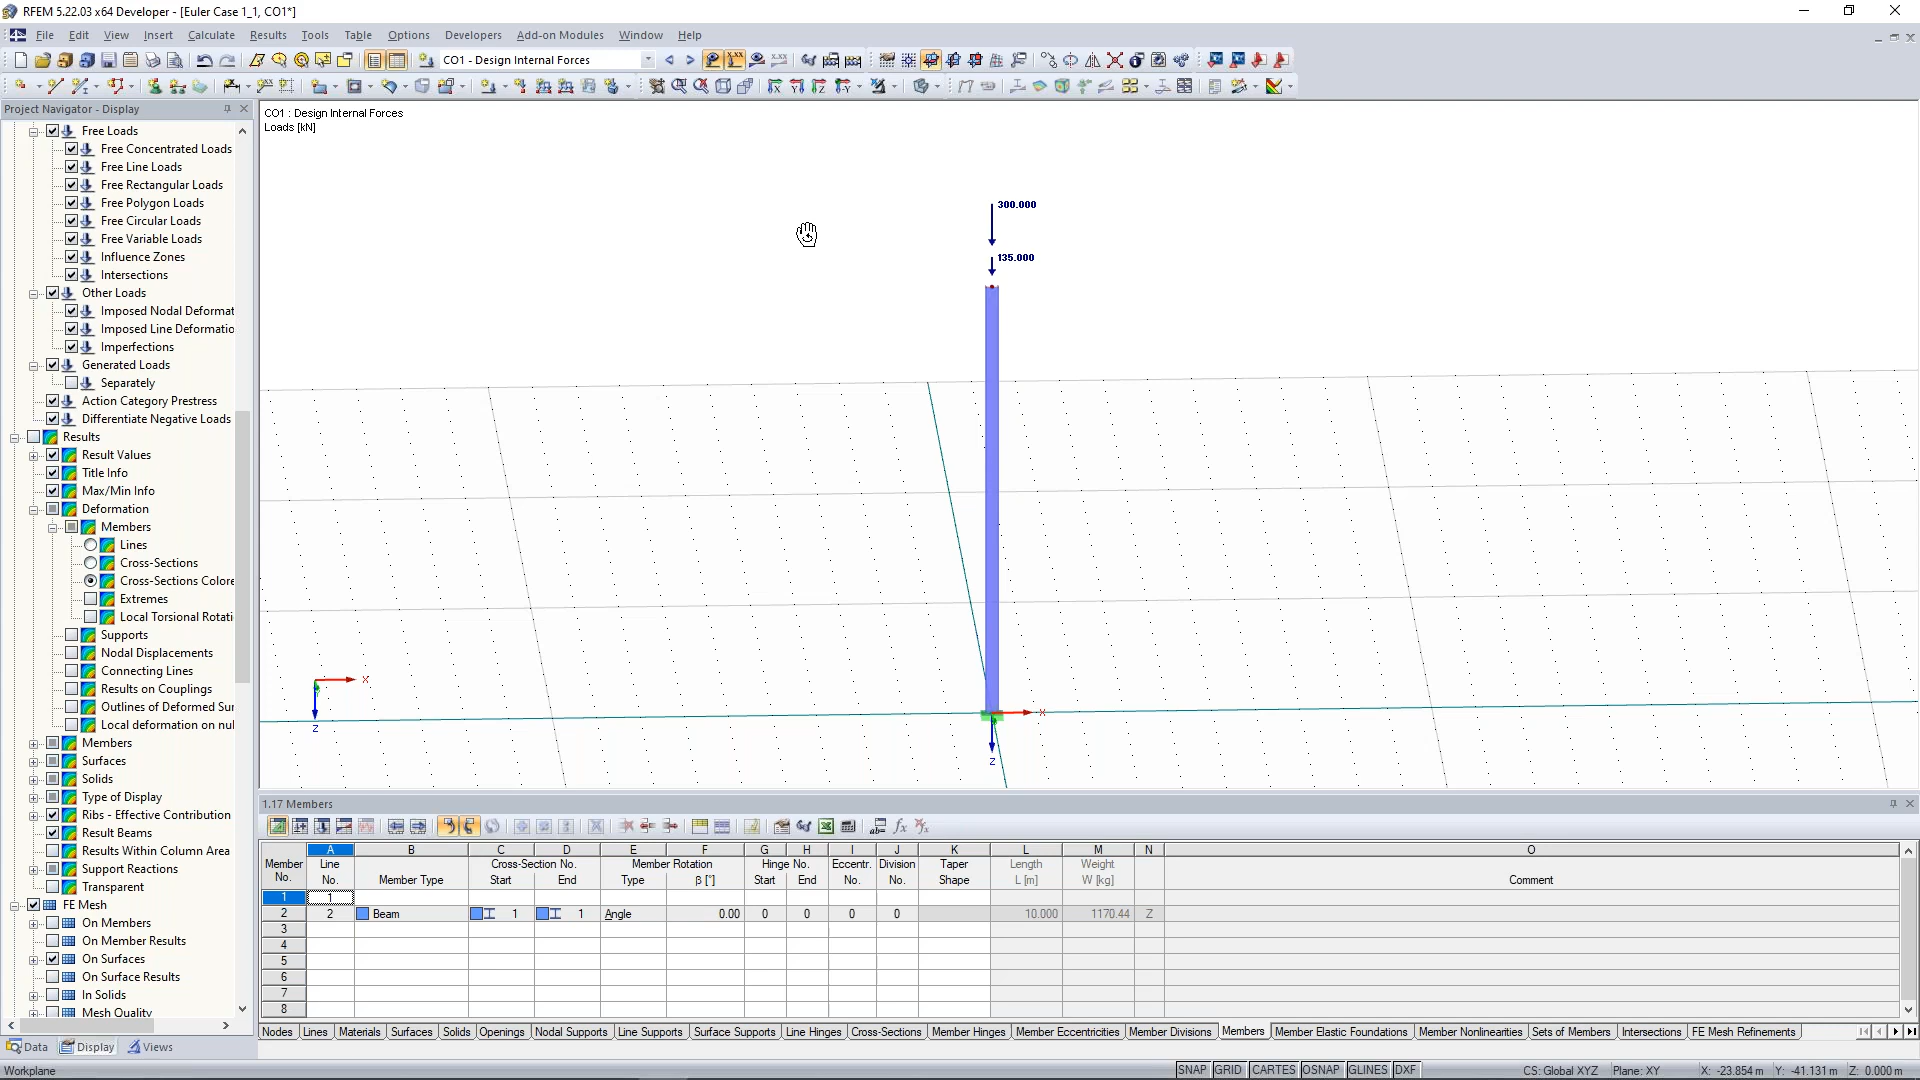 RFEM 5.22.03 x64 Developer - [Euler Case 1_1, CO1*]
File Edit View Insert Calculate Results Tools Table Options Developers Add-on Modules Window Help
CO1 - Design Internal Forces
Project Navigator - Display
Free Loads
Free Concentrated Loads
Free Line Loads
Free Rectangular Loads
Free Polygon Loads
Free Circular Loads
Free Variable Loads
Influence Zones
Intersections
Other Loads
Imposed Nodal Deformat
Imposed Line Deformatio
Imperfections
Generated Loads
Separately
Action Category Prestress
Differentiate Negative Loads
Results
Result Values
Title Info
Max/Min Info
Deformation
Members
Lines
Cross-Sections
Cross-Sections Colore
Extremes
Local Torsional Rotati
Supports
Nodal Displacements
Connecting Lines
Results on Couplings
Outlines of Deformed Sur
Local deformation on nul
Members
Surfaces
Solids
Type of Display
Ribs - Effective Contribution
Result Beams
Results Within Column Area
Support Reactions
Transparent
FE Mesh
On Members
On Member Results
On Surfaces
On Surface Results
In Solids
Mesh Quality
Data Display Views
CO1 : Design Internal Forces
Loads [kN]
300.000
135.000
X
Z
X
Z
1.17 Members
A B C D E F G H I J K L M N O
Member Line Cross-Section No. Member Rotation Hinge No. Eccentr. Division Taper Length Weight
No. No. Member Type Start End Type β [°] Start End No. No. Shape L [m] W [kg] Comment
1 1
2 2 Beam 1 1 Angle 0.00 0 0 0 0 10.000 1170.44 Z
3
4
5
6
7
8
Nodes Lines Materials Surfaces Solids Openings Nodal Supports Line Supports Surface Supports Line Hinges Cross-Sections Member Hinges Member Eccentricities Member Divisions Members Member Elastic Foundations Member Nonlinearities Sets of Members Intersections FE Mesh Refinements
Workplane SNAP GRID CARTES OSNAP GLINES DXF CS: Global XYZ Plane: XY X: -23.854 m Y: -41.131 m Z: 0.000 m